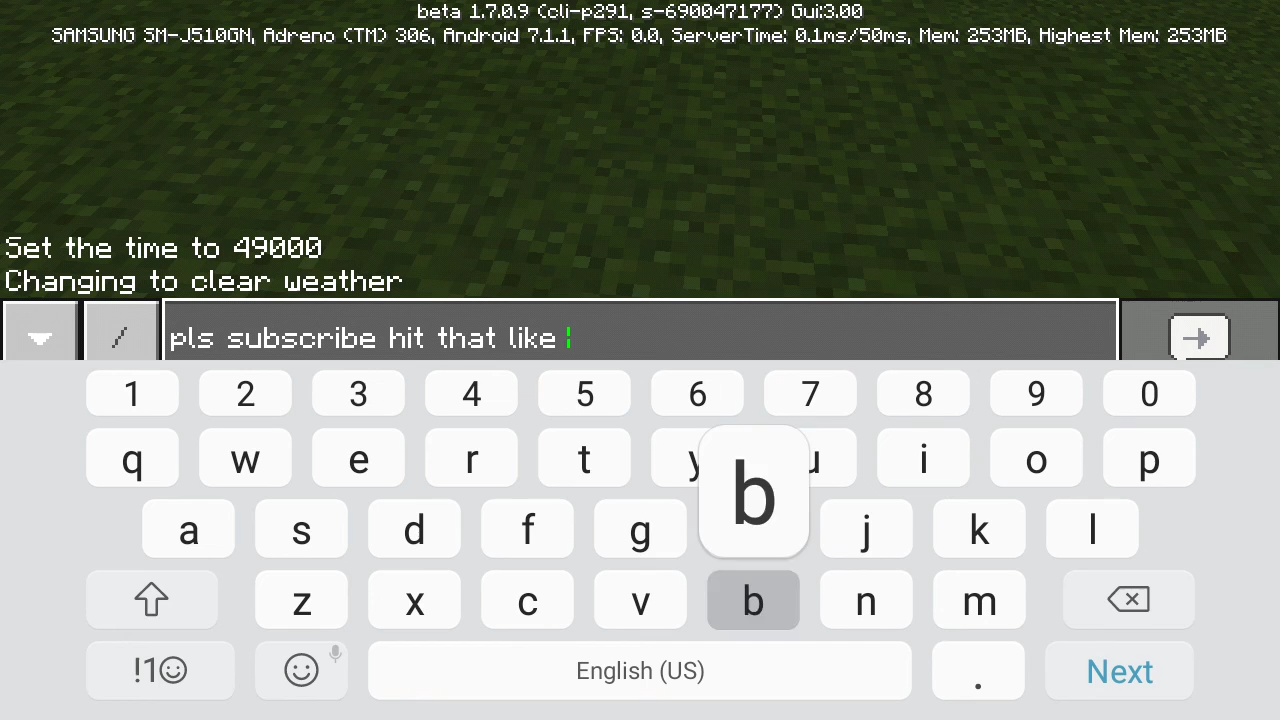 beta 1.7.0.9 (cli-p291, s-690047177) Gui:3.00
SAMSUNG SM-J510GN, Adreno (TM) 306, Android 7.1.1, FPS: 0.0, ServerTime: 0.1ms/50ms, Mem: 253MB, Highest Mem: 253MB
Set the time to 49000
Changing to clear weather
/ pls subscribe hit that like
1 2 3 4 5 6 7 8 9 0
q w e r t y u i o p
b
a s d f g j k l
z x c v b n m
!1☺ English (US) . Next